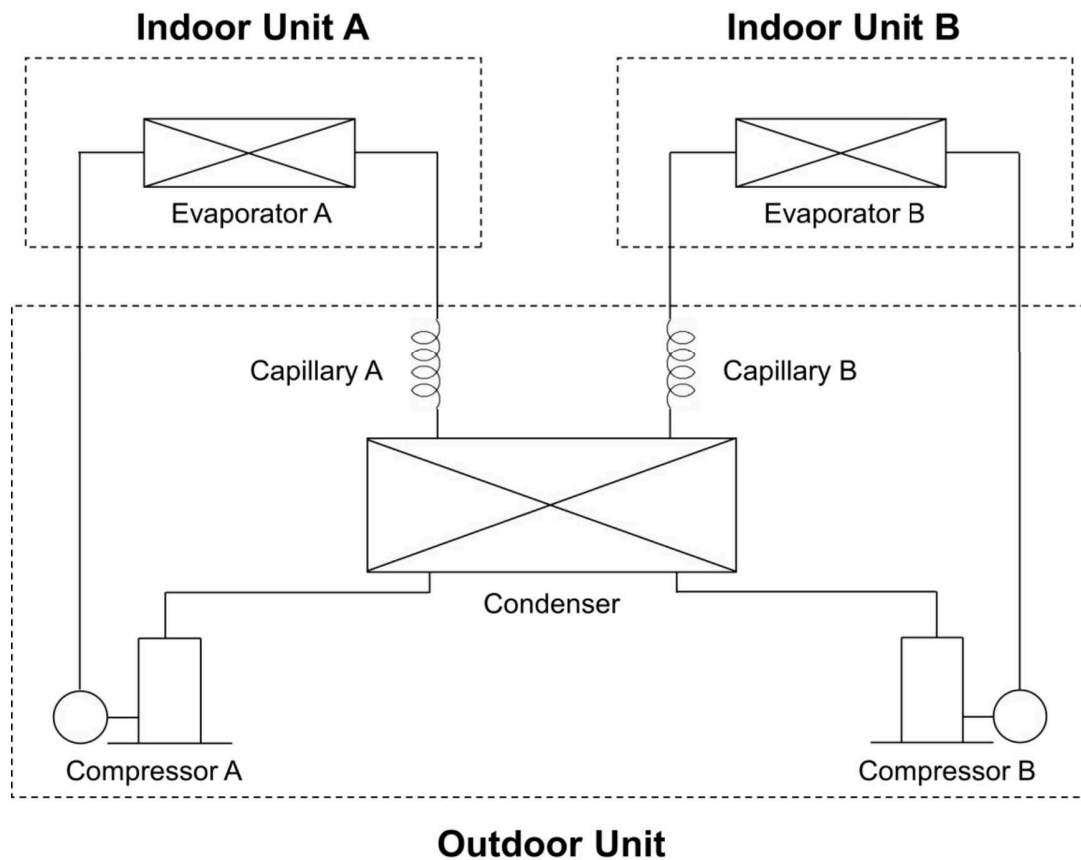 Indoor Unit A
Indoor Unit B
Evaporator A
Evaporator B
Capillary A
Capillary B
Condenser
Compressor A
Compressor B
Outdoor Unit